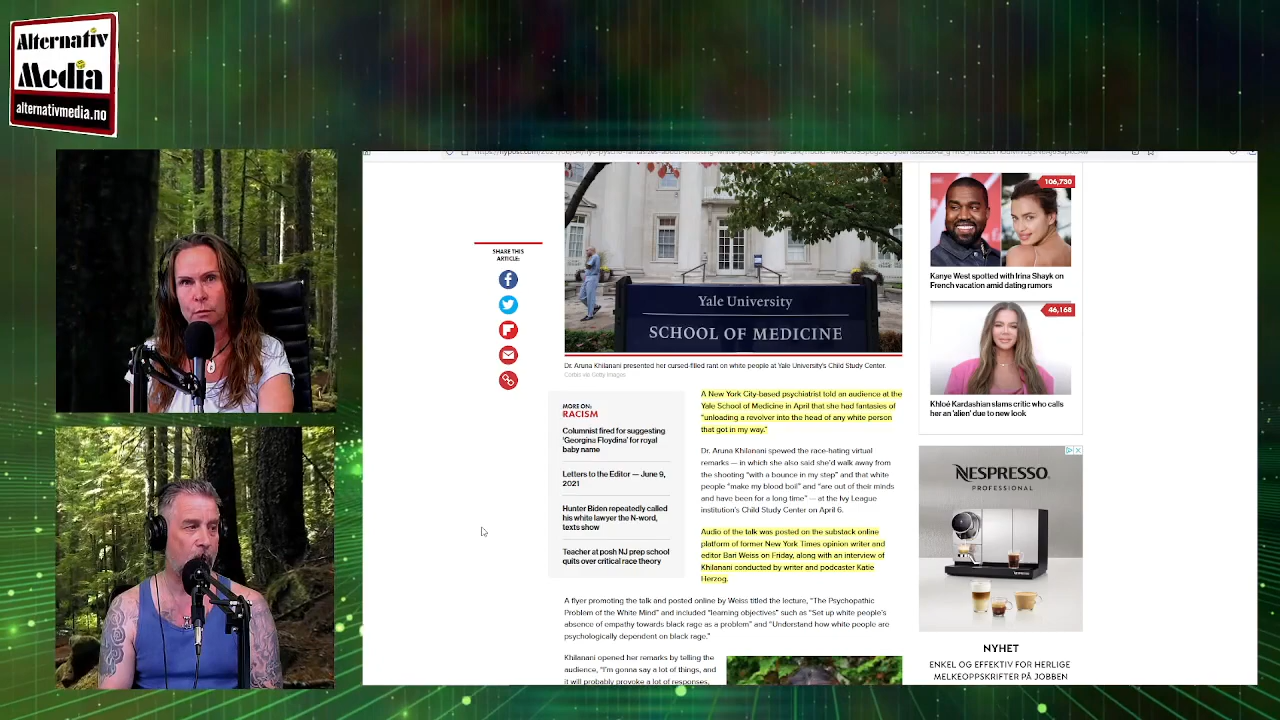 Alternativ
Media
alternativmedia.no
SHARE THIS
ARTICLE:
Yale University
SCHOOL OF MEDICINE
Dr. Aruna Khilanani presented her cursed-filled rant on white people at Yale University's Child Study Center.
Corbis via Getty Images
MORE ON:
RACISM
Columnist fired for suggesting
'Georgina Floydina' for royal
baby name
Letters to the Editor — June 9,
2021
Hunter Biden repeatedly called
his white lawyer the N-word,
texts show
Teacher at posh NJ prep school
quits over critical race theory
A New York City-based psychiatrist told an audience at the
Yale School of Medicine in April that she had fantasies of
"unloading a revolver into the head of any white person
that got in my way."
Dr. Aruna Khilanani spewed the race-hating virtual
remarks — in which she also said she'd walk away from
the shooting "with a bounce in my step" and that white
people "make my blood boil" and "are out of their minds
and have been for a long time" — at the Ivy League
institution's Child Study Center on April 6.
Audio of the talk was posted on the substack online
platform of former New York Times opinion writer and
editor Bari Weiss on Friday, along with an interview of
Khilanani conducted by writer and podcaster Katie
Herzog.
A flyer promoting the talk and posted online by Weiss titled the lecture, "The Psychopathic
Problem of the White Mind" and included "learning objectives" such as "Set up white people's
absence of empathy towards black rage as a problem" and "Understand how white people are
psychologically dependent on black rage."
Khilanani opened her remarks by telling the
audience, "I'm gonna say a lot of things, and
it will probably provoke a lot of responses,
106,730
Kanye West spotted with Irina Shayk on
French vacation amid dating rumors
46,168
Khloé Kardashian slams critic who calls
her an 'alien' due to new look
NESPRESSO
PROFESSIONAL
NYHET
ENKEL OG EFFEKTIV FOR HERLIGE
MELKEOPPSKRIFTER PÅ JOBBEN